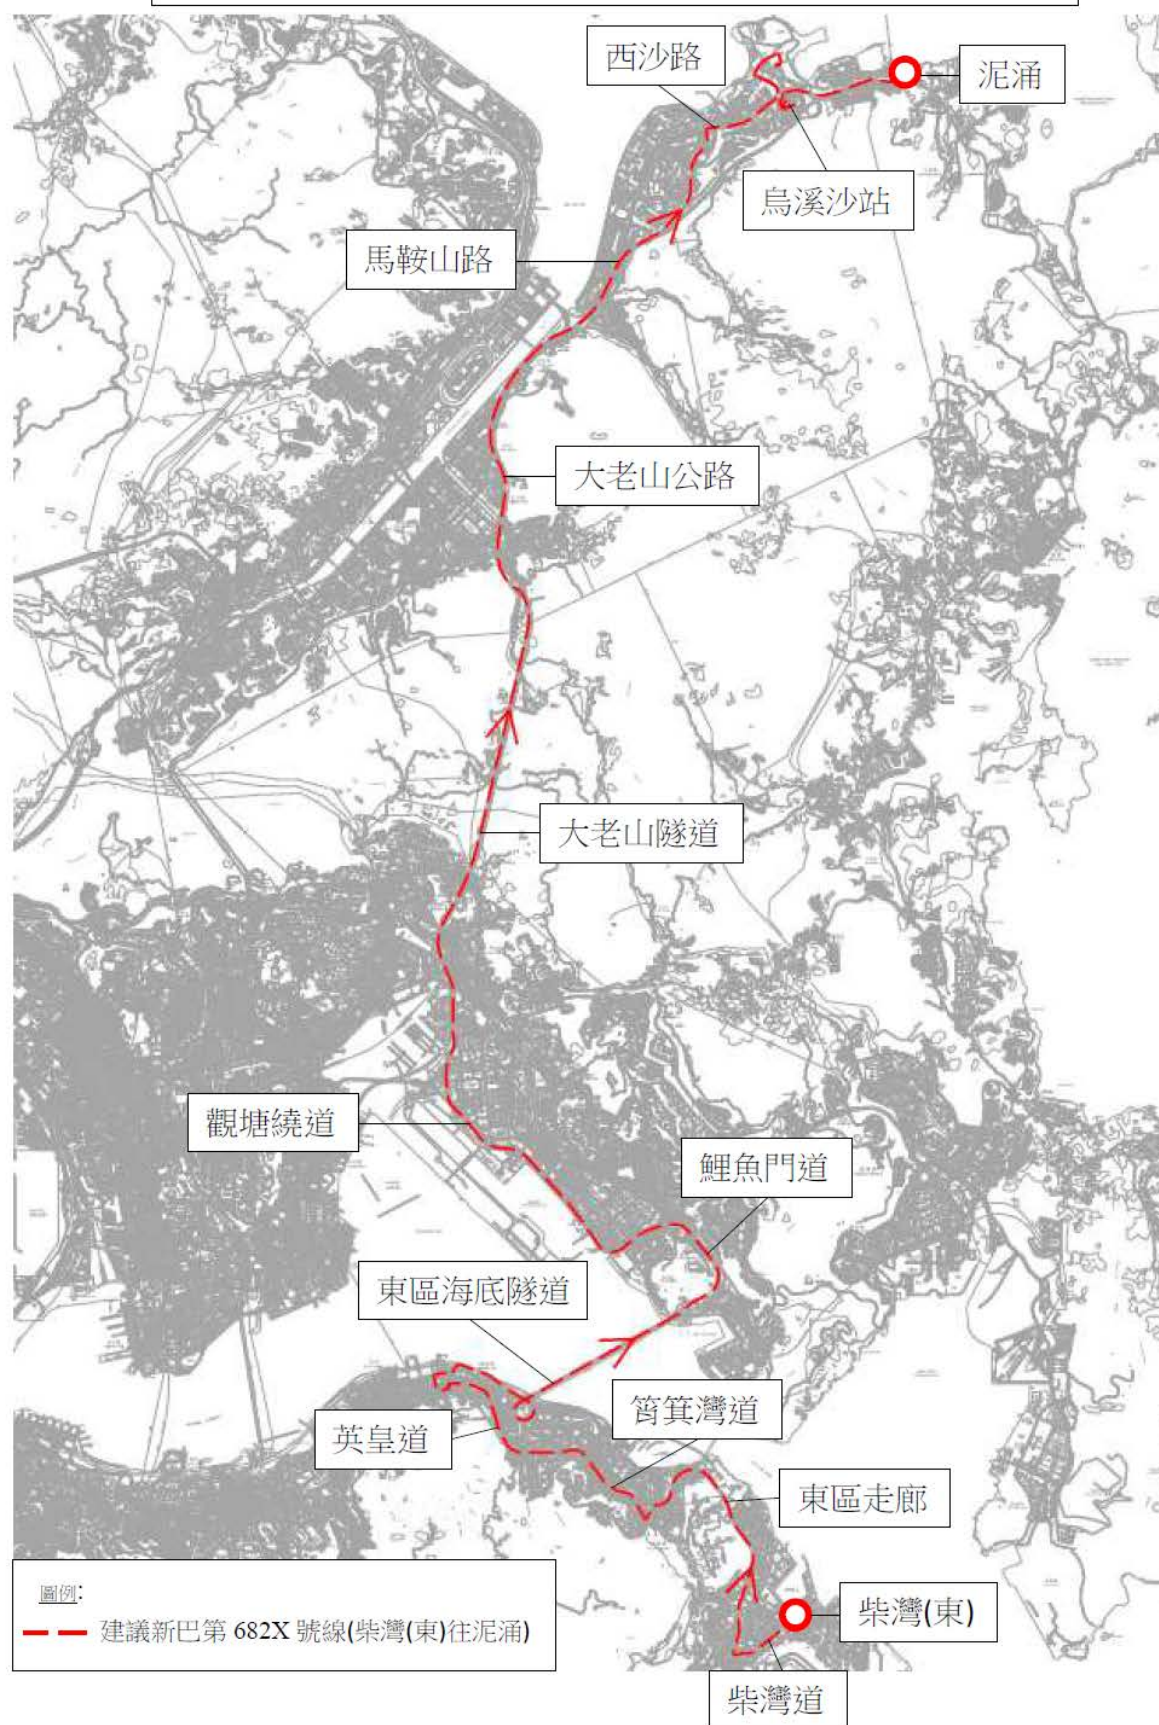 西沙路
泥涌
烏溪沙站
馬鞍山路
大老山公路
大老山隧道
觀塘繞道
鯉魚門道
東區海底隧道
筲箕灣道
英皇道
東區走廊
圖例:
建議新巴第 682X 號線(柴灣(東)往泥涌)
柴灣(東)
柴灣道